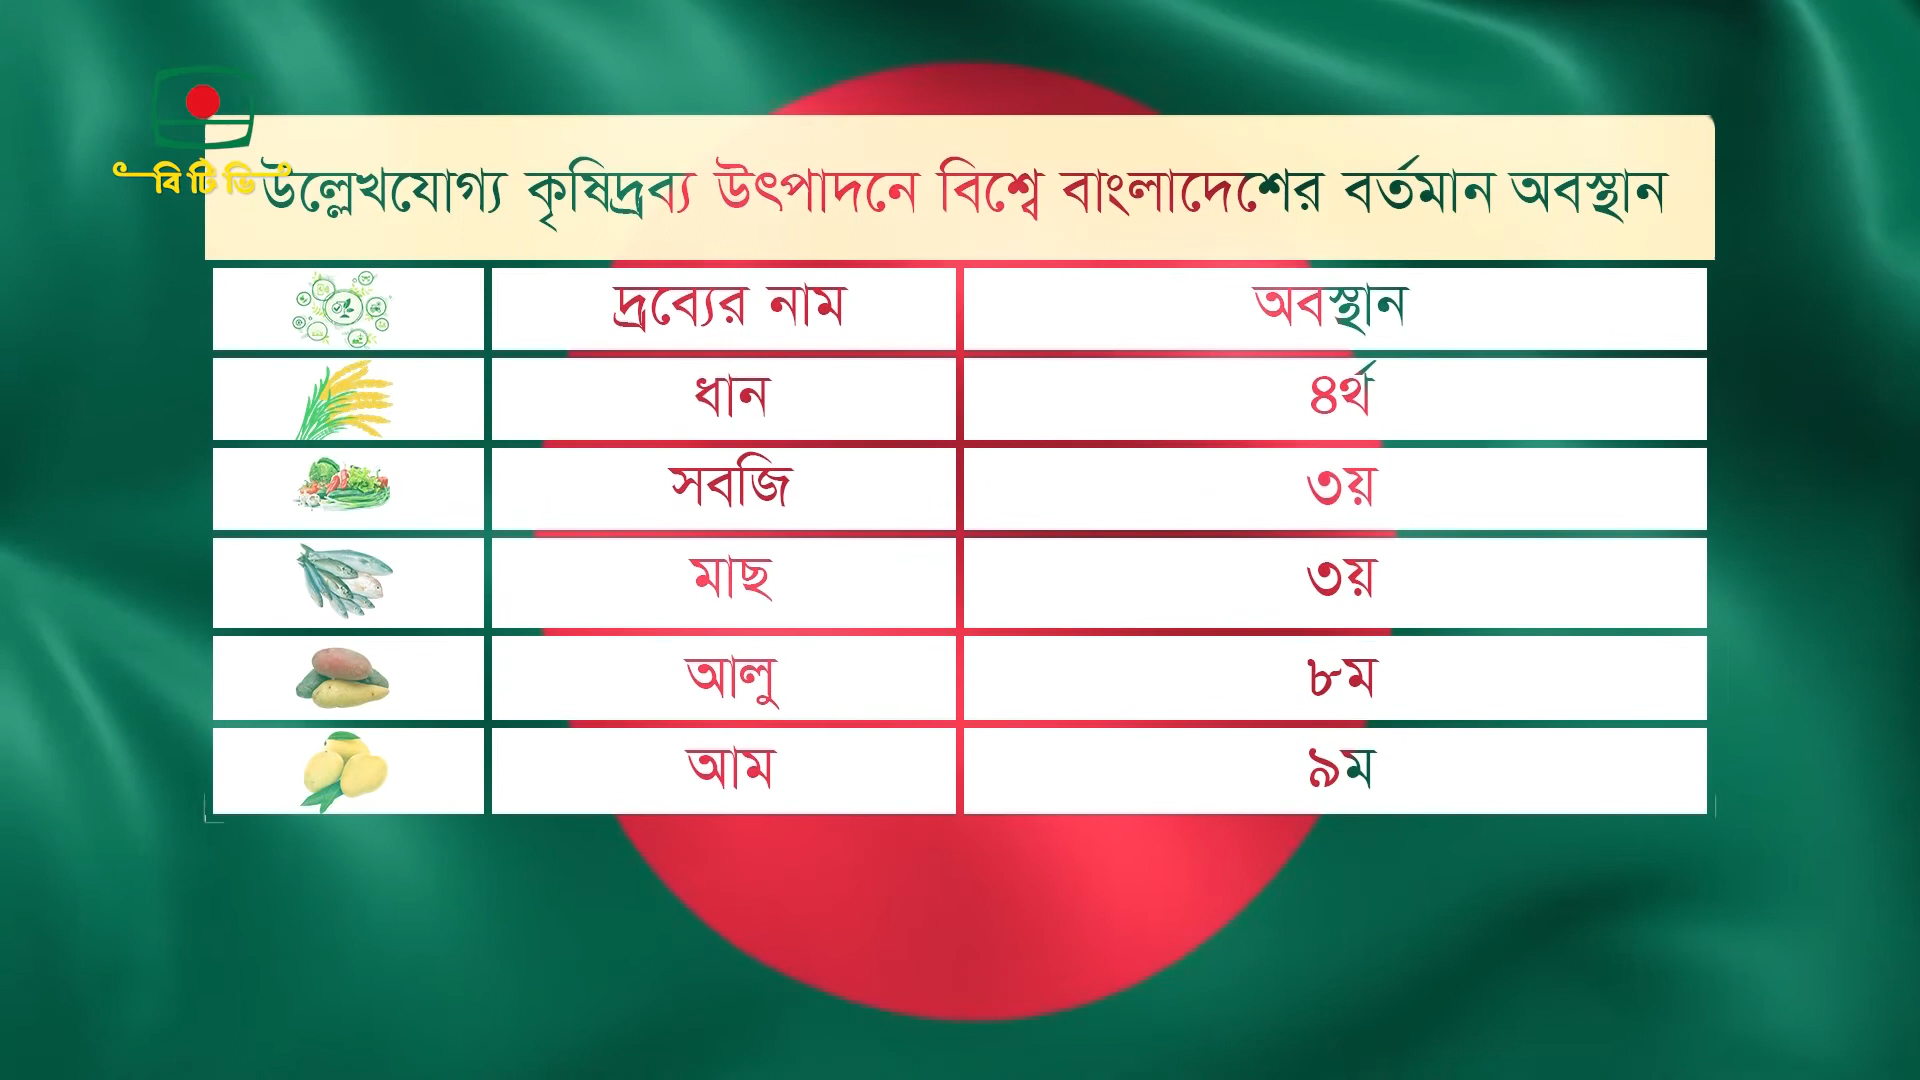 বিটিভি
উল্লেখযোগ্য কৃষিদ্রব্য উৎপাদনে বিশ্বে বাংলাদেশের বর্তমান অবস্থান
দ্রব্যের নাম অবস্থান
ধান ৪র্থ
সবজি ৩য়
মাছ ৩য়
আলু ৮ম
আম ৯ম